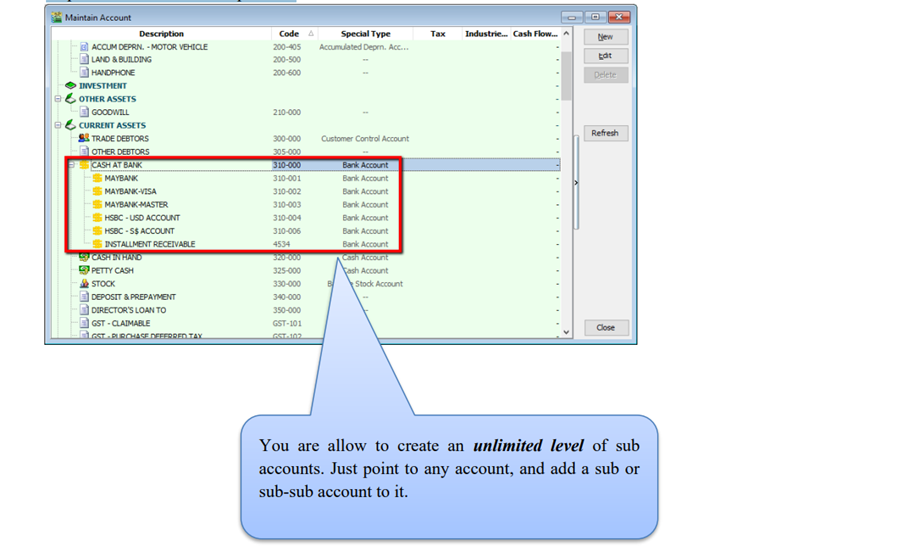 Maintain Account
Description Code Special Type Tax Industrie... Cash Flow...
ACCUM DEPRN. - MOTOR VEHICLE 200-405 Accumulated Deprn. Acc... -
LAND & BUILDING 200-500 -- -
HANDPHONE 200-600 -- -
INVESTMENT -
OTHER ASSETS -
GOODWILL 210-000 -- -
CURRENT ASSETS -
TRADE DEBTORS 300-000 Customer Control Account -
OTHER DEBTORS 305-000 -- -
CASH AT BANK 310-000 Bank Account -
MAYBANK 310-001 Bank Account -
MAYBANK-VISA 310-002 Bank Account -
MAYBANK-MASTER 310-003 Bank Account -
HSBC - USD ACCOUNT 310-004 Bank Account -
HSBC - S$ ACCOUNT 310-006 Bank Account -
INSTALLMENT RECEIVABLE 4534 Bank Account -
CASH IN HAND 320-000 Cash Account -
PETTY CASH 325-000 Cash Account -
STOCK 330-000 Stock Account -
DEPOSIT & PREPAYMENT 340-000 -- -
DIRECTOR'S LOAN TO 350-000 -- -
GST - CLAIMABLE GST-101 -
GST - PURCHASE DEFERRED TAX GST-102 -
New
Edit
Delete
Refresh
Close
You are allow to create an unlimited level of sub
accounts. Just point to any account, and add a sub or
sub-sub account to it.